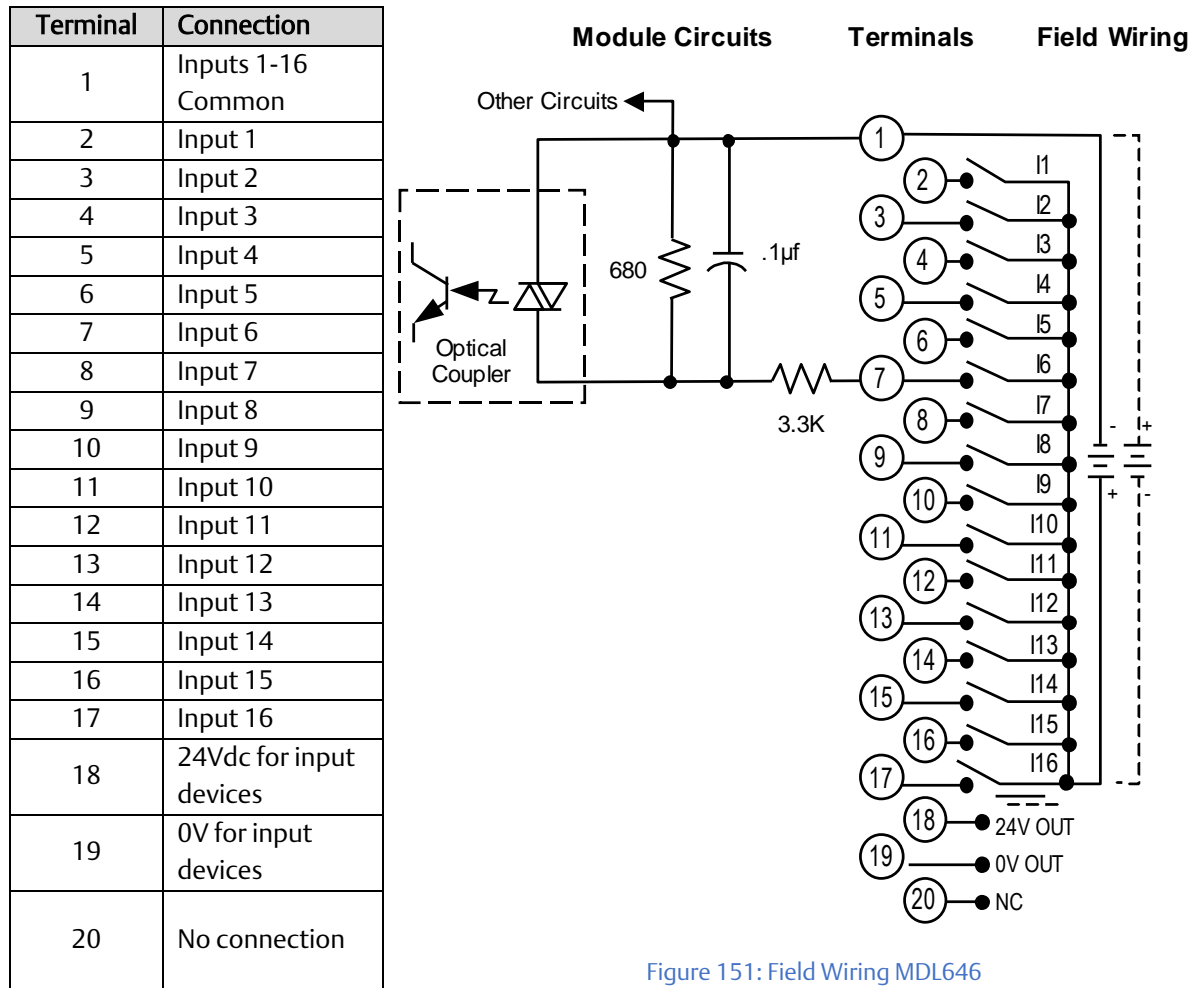 Terminal Connection
1 Inputs 1-16
Common
2 Input 1
3 Input 2
4 Input 3
5 Input 4
6 Input 5
7 Input 6
8 Input 7
9 Input 8
10 Input 9
11 Input 10
12 Input 11
13 Input 12
14 Input 13
15 Input 14
16 Input 15
17 Input 16
18 24Vdc for input
devices
19 0V for input
devices
20 No connection
Module Circuits Terminals Field Wiring
Other Circuits
Optical
Coupler
680
.1µf
3.3K
1
2 I1
3 I2
4 I3
5 I4
6 I5
7 I6
8 I7
9 I8
10 I9
11 I10
12 I11
13 I12
14 I13
15 I14
16 I15
17 I16
- +
+ -
18 24V OUT
19 0V OUT
20 NC
Figure 151: Field Wiring MDL646